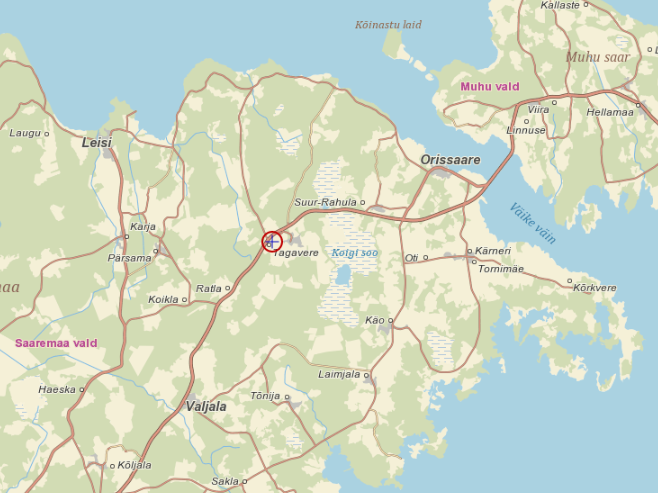 Kallaste
Kõinastu laid
L
Muhu saar
Muhu vald
Viira
Hellamaa
Linnuse
Laugu
Leisi
Orissaare
Suur-Rahula
Väike väin
Karja
Pärsama
Tagavere
Koigi soo
Oti
Kärneri
Tornimäe
maa
Ratla
Kõrkvere
Koikla
Kao
Saaremaa vald
Laimjala
Haeska
Tõnija
Valjala
Kõljala
Sakla